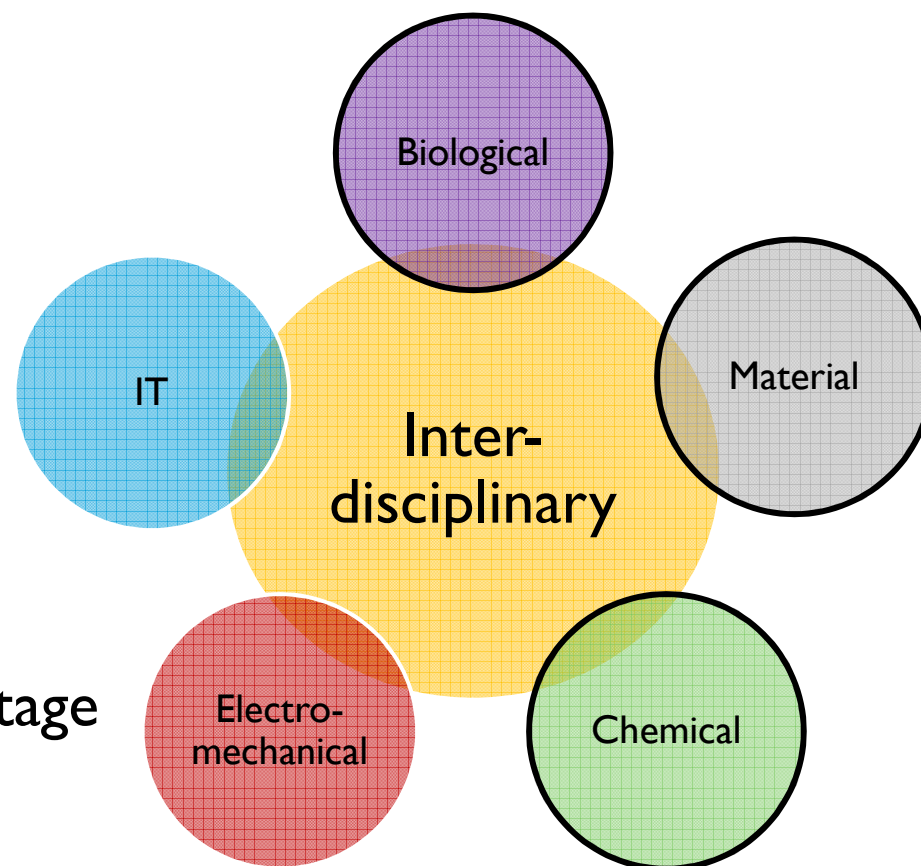 Biological
IT
Material
Inter-
disciplinary
tage
Electro-
mechanical
Chemical